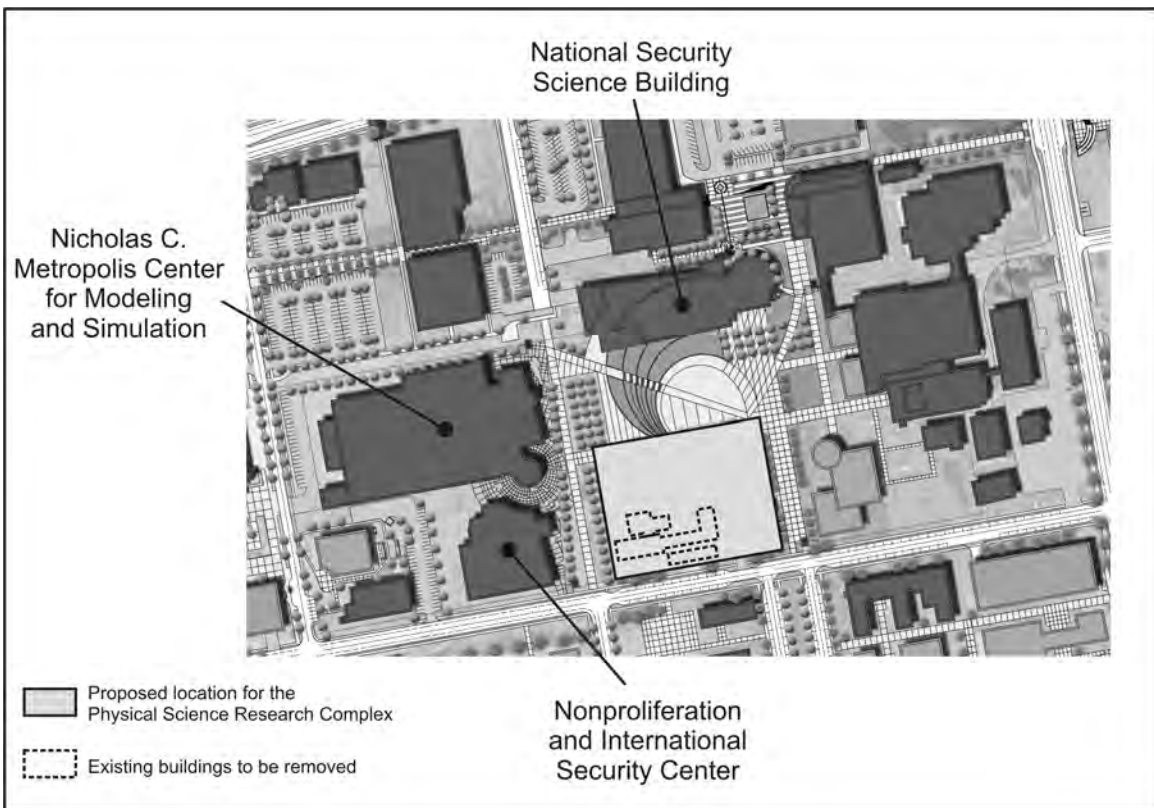 National Security
Science Building
Nicholas C.
Metropolis Center
for Modeling
and Simulation
Proposed location for the
Physical Science Research Complex
Existing buildings to be removed
Nonproliferation
and International
Security Center